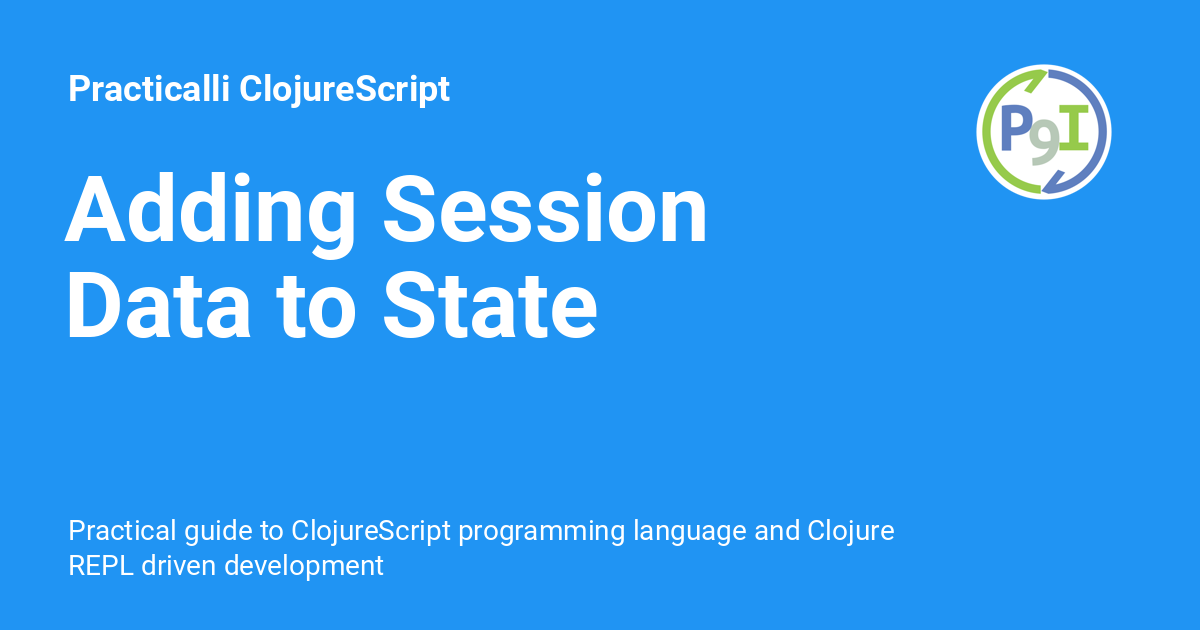 Practicalli ClojureScript
P9I
Adding Session
Data to State
Practical guide to ClojureScript programming language and Clojure
REPL driven development